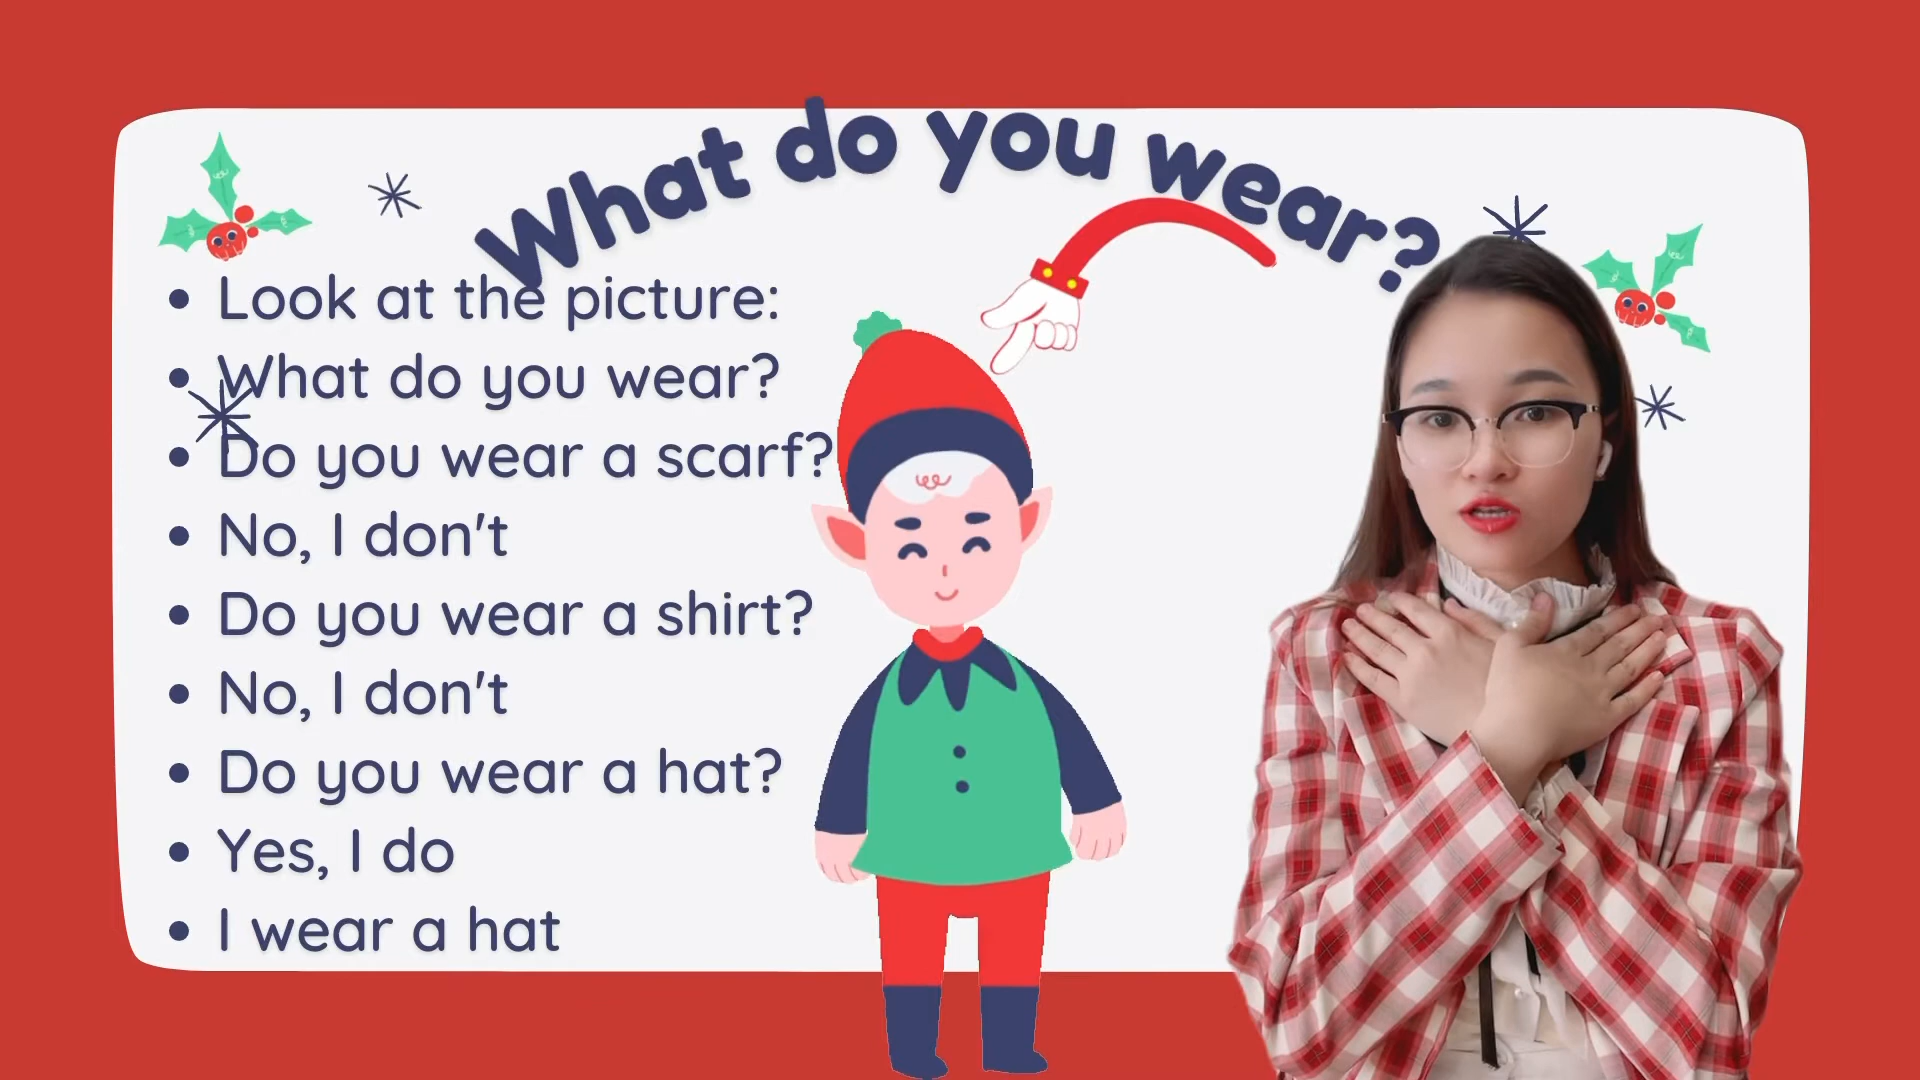 What do you wear?
Look at the picture:
What do you wear?
Do you wear a scarf?
No, I don't
Do you wear a shirt?
No, I don't
Do you wear a hat?
Yes, I do
I wear a hat